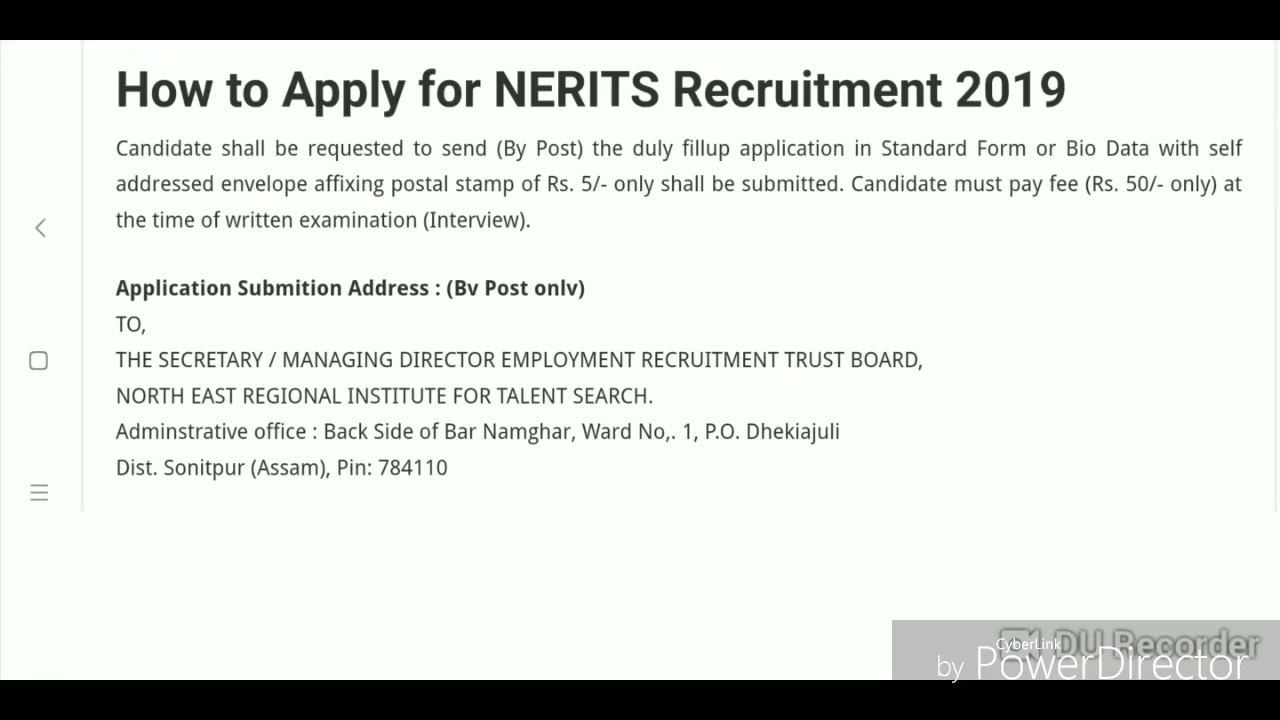 How to Apply for NERITS Recruitment 2019
Candidate shall be requested to send (By Post) the duly fillup application in Standard Form or Bio Data with self
addressed envelope affixing postal stamp of Rs. 5/- only shall be submitted. Candidate must pay fee (Rs. 50/- only) at
the time of written examination (Interview).
Application Submition Address : (By Post only)
TO,
THE SECRETARY / MANAGING DIRECTOR EMPLOYMENT RECRUITMENT TRUST BOARD,
NORTH EAST REGIONAL INSTITUTE FOR TALENT SEARCH.
Adminstrative office : Back Side of Bar Namghar, Ward No,. 1, P.O. Dhekiajuli
Dist. Sonitpur (Assam), Pin: 784110
DU Recorder
CyberLink
by PowerDirector